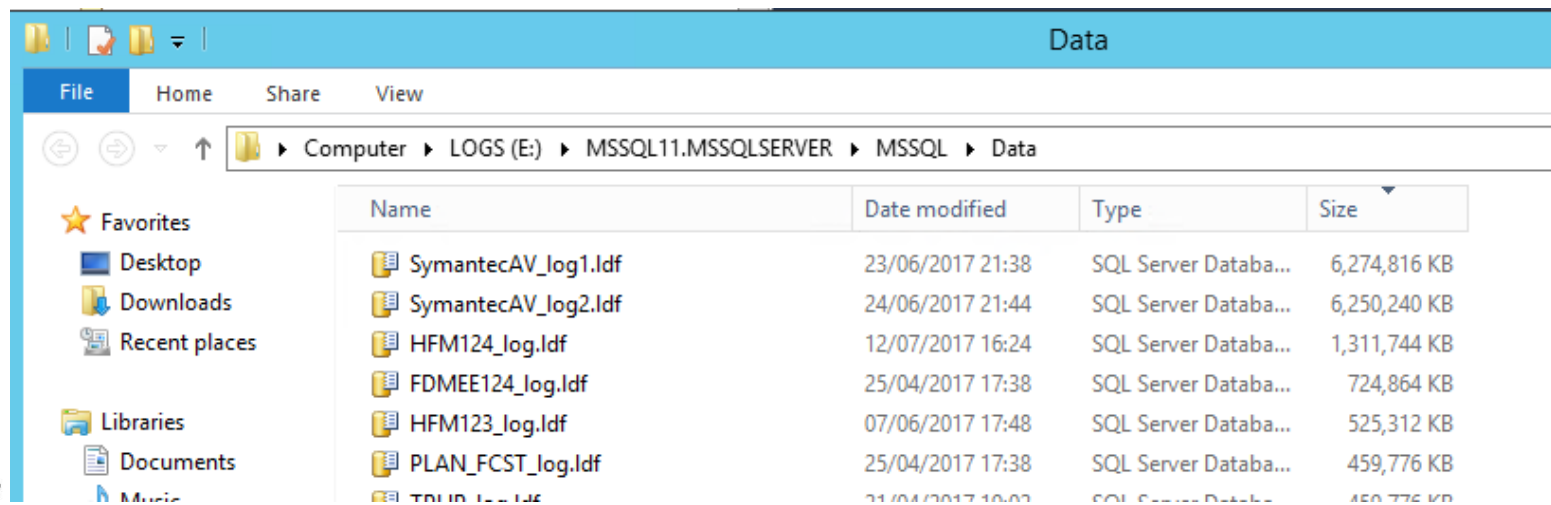 Data
File Home Share View
Computer LOGS (E:) MSSQL11.MSSQLSERVER MSSQL Data
Name Date modified Type Size
Favorites
Desktop
Downloads
Recent places
Libraries
Documents
Music
SymantecAV_log1.ldf 23/06/2017 21:38 SQL Server Databa... 6,274,816 KB
SymantecAV_log2.ldf 24/06/2017 21:44 SQL Server Databa... 6,250,240 KB
HFM124_log.ldf 12/07/2017 16:24 SQL Server Databa... 1,311,744 KB
FDMEE124_log.ldf 25/04/2017 17:38 SQL Server Databa... 724,864 KB
HFM123_log.ldf 07/06/2017 17:48 SQL Server Databa... 525,312 KB
PLAN_FCST_log.ldf 25/04/2017 17:38 SQL Server Databa... 459,776 KB